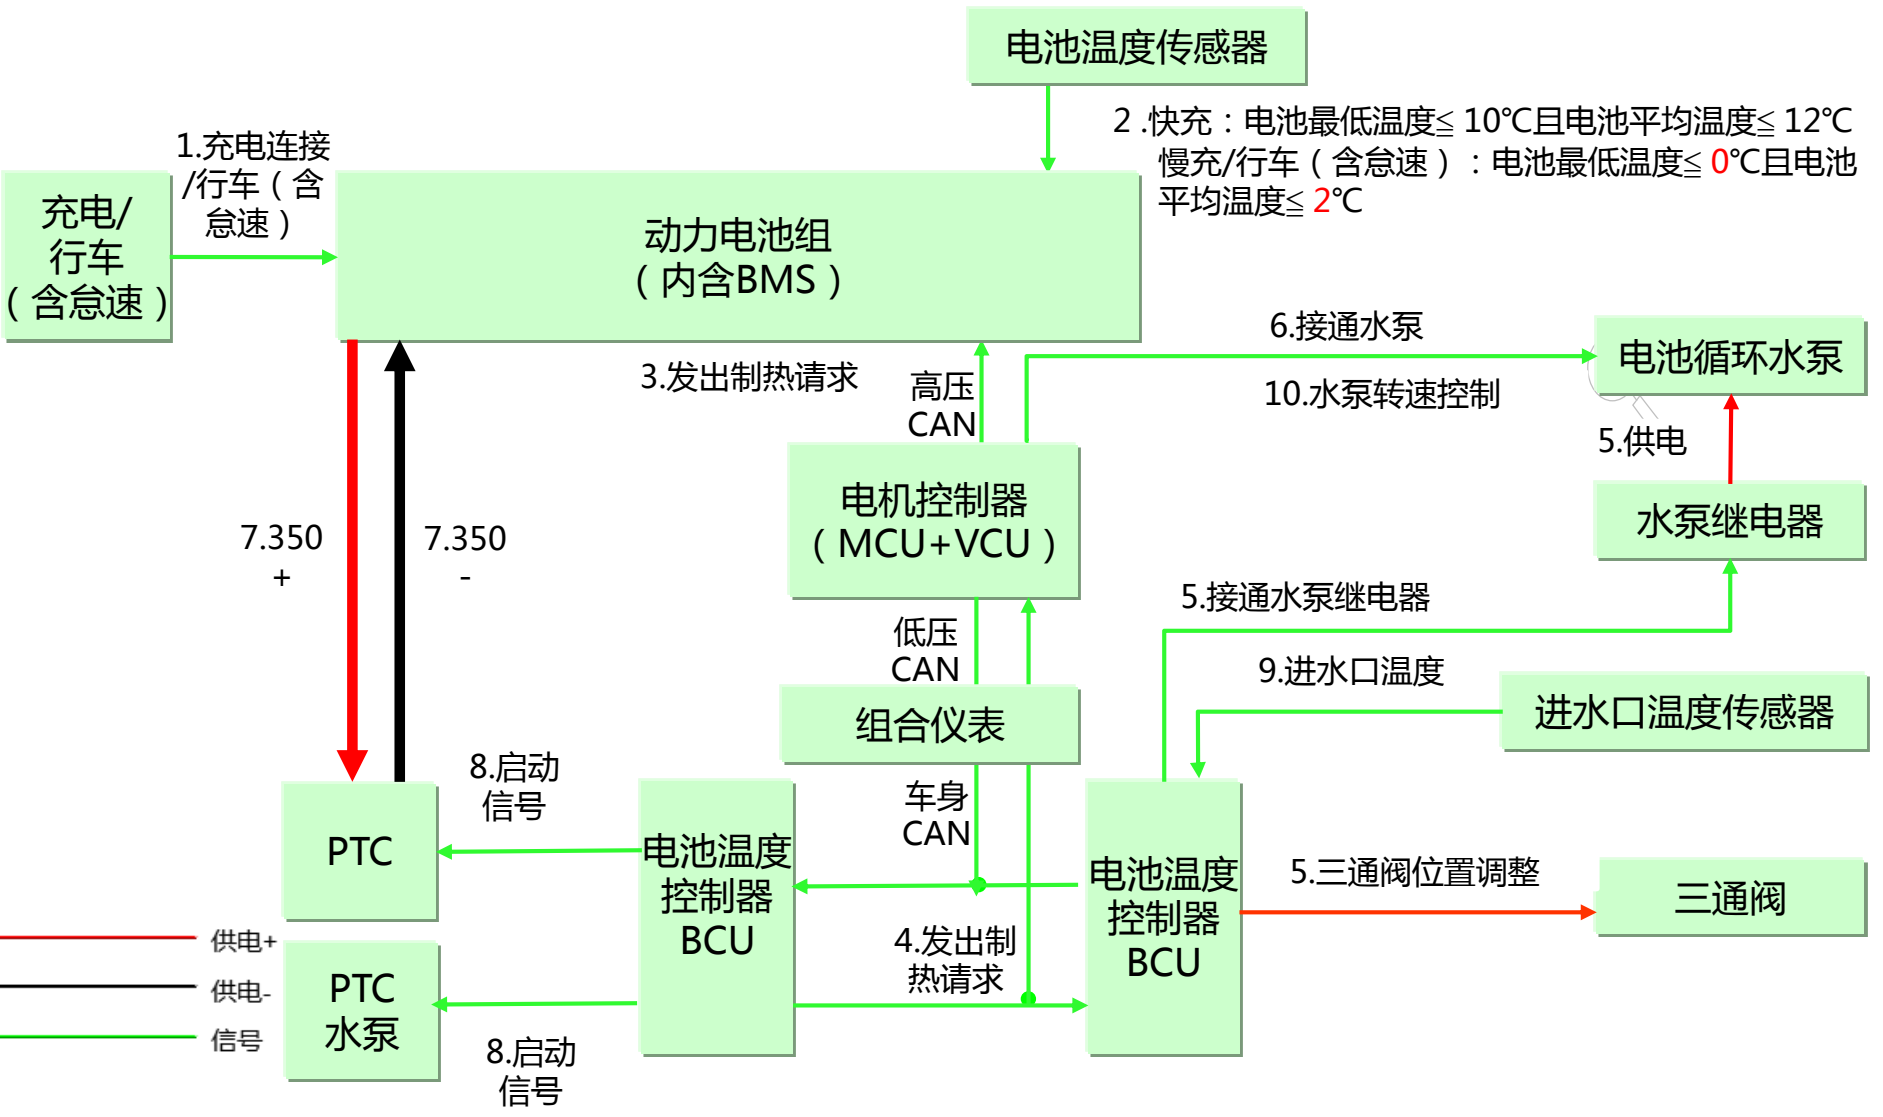 电池温度传感器
2 .快充：电池最低温度≦ 10℃且电池平均温度≦ 12℃
慢充/行车（含怠速）：电池最低温度≦ 0℃且电池
平均温度≦ 2℃
1.充电连接
/行车（含
怠速）
充电/
行车
（含怠速）
动力电池组
（内含BMS）
3.发出制热请求
高压
CAN
6.接通水泵
10.水泵转速控制
电池循环水泵
5.供电
电机控制器
（MCU+VCU）
水泵继电器
7.350
+
7.350
-
5.接通水泵继电器
低压
CAN
9.进水口温度
组合仪表
进水口温度传感器
8.启动
信号
车身
CAN
PTC
电池温度
控制器
BCU
电池温度
控制器
BCU
5.三通阀位置调整
三通阀
4.发出制
热请求
供电+
供电-
信号
PTC
水泵
8.启动
信号